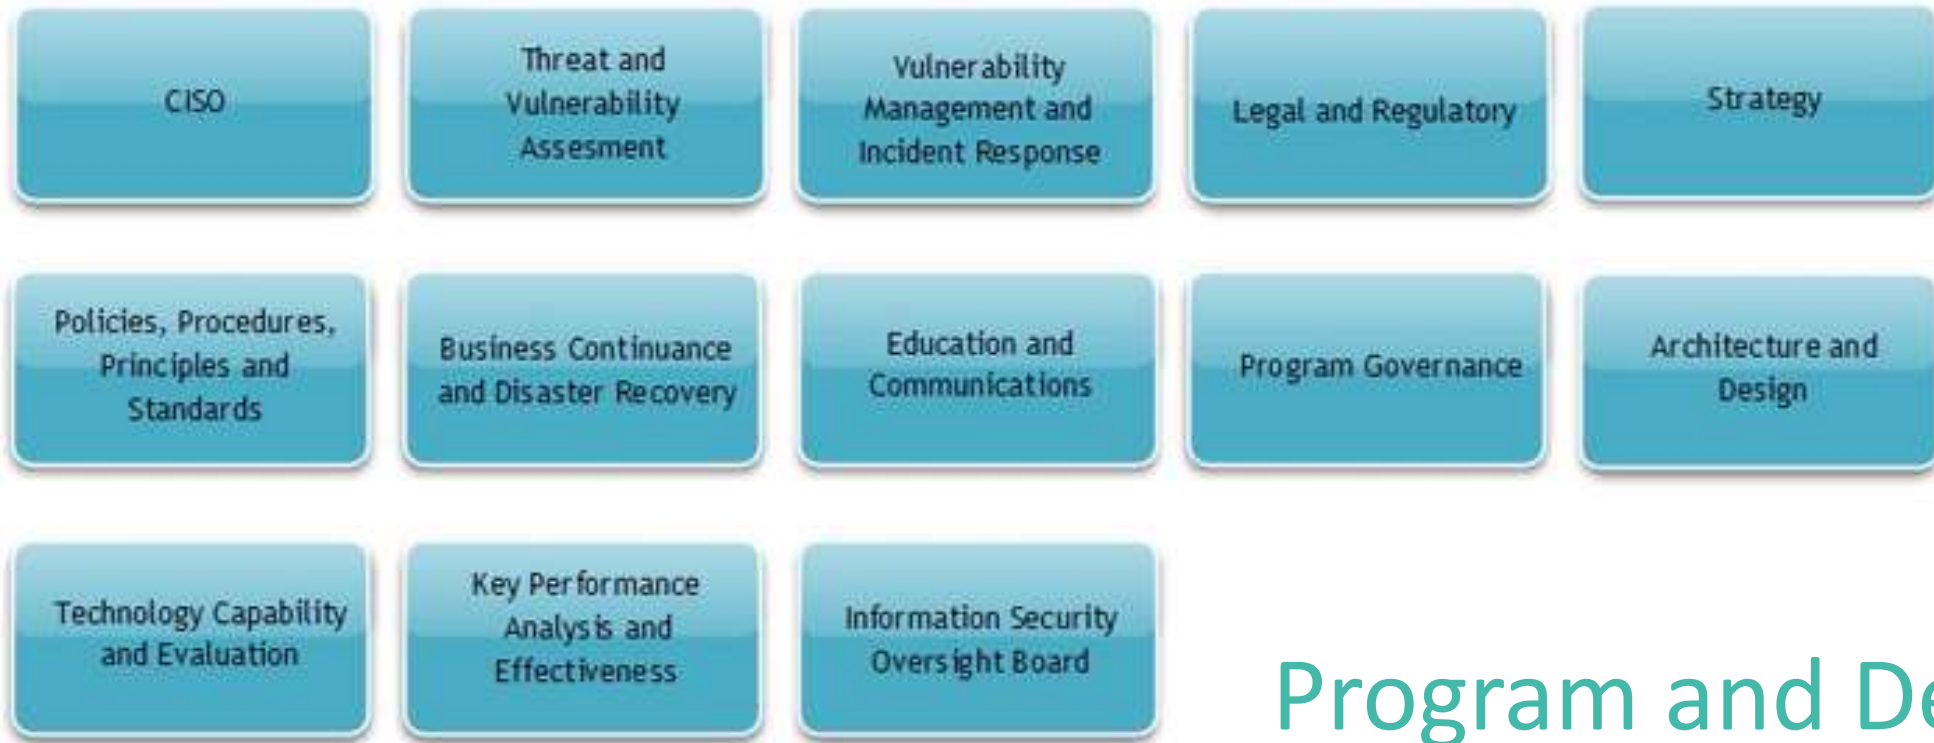 CISO
Threat and
Vulnerability
Assesment
Vulnerability
Management and
Incident Response
Legal and Regulatory
Strategy
Policies, Procedures,
Principles and
Standards
Business Continuance
and Disaster Recovery
Education and
Communications
Program Governance
Architecture and
Design
Technology Capability
and Evaluation
Key Performance
Analysis and
Effectiveness
Information Security
Oversight Board
Program and De